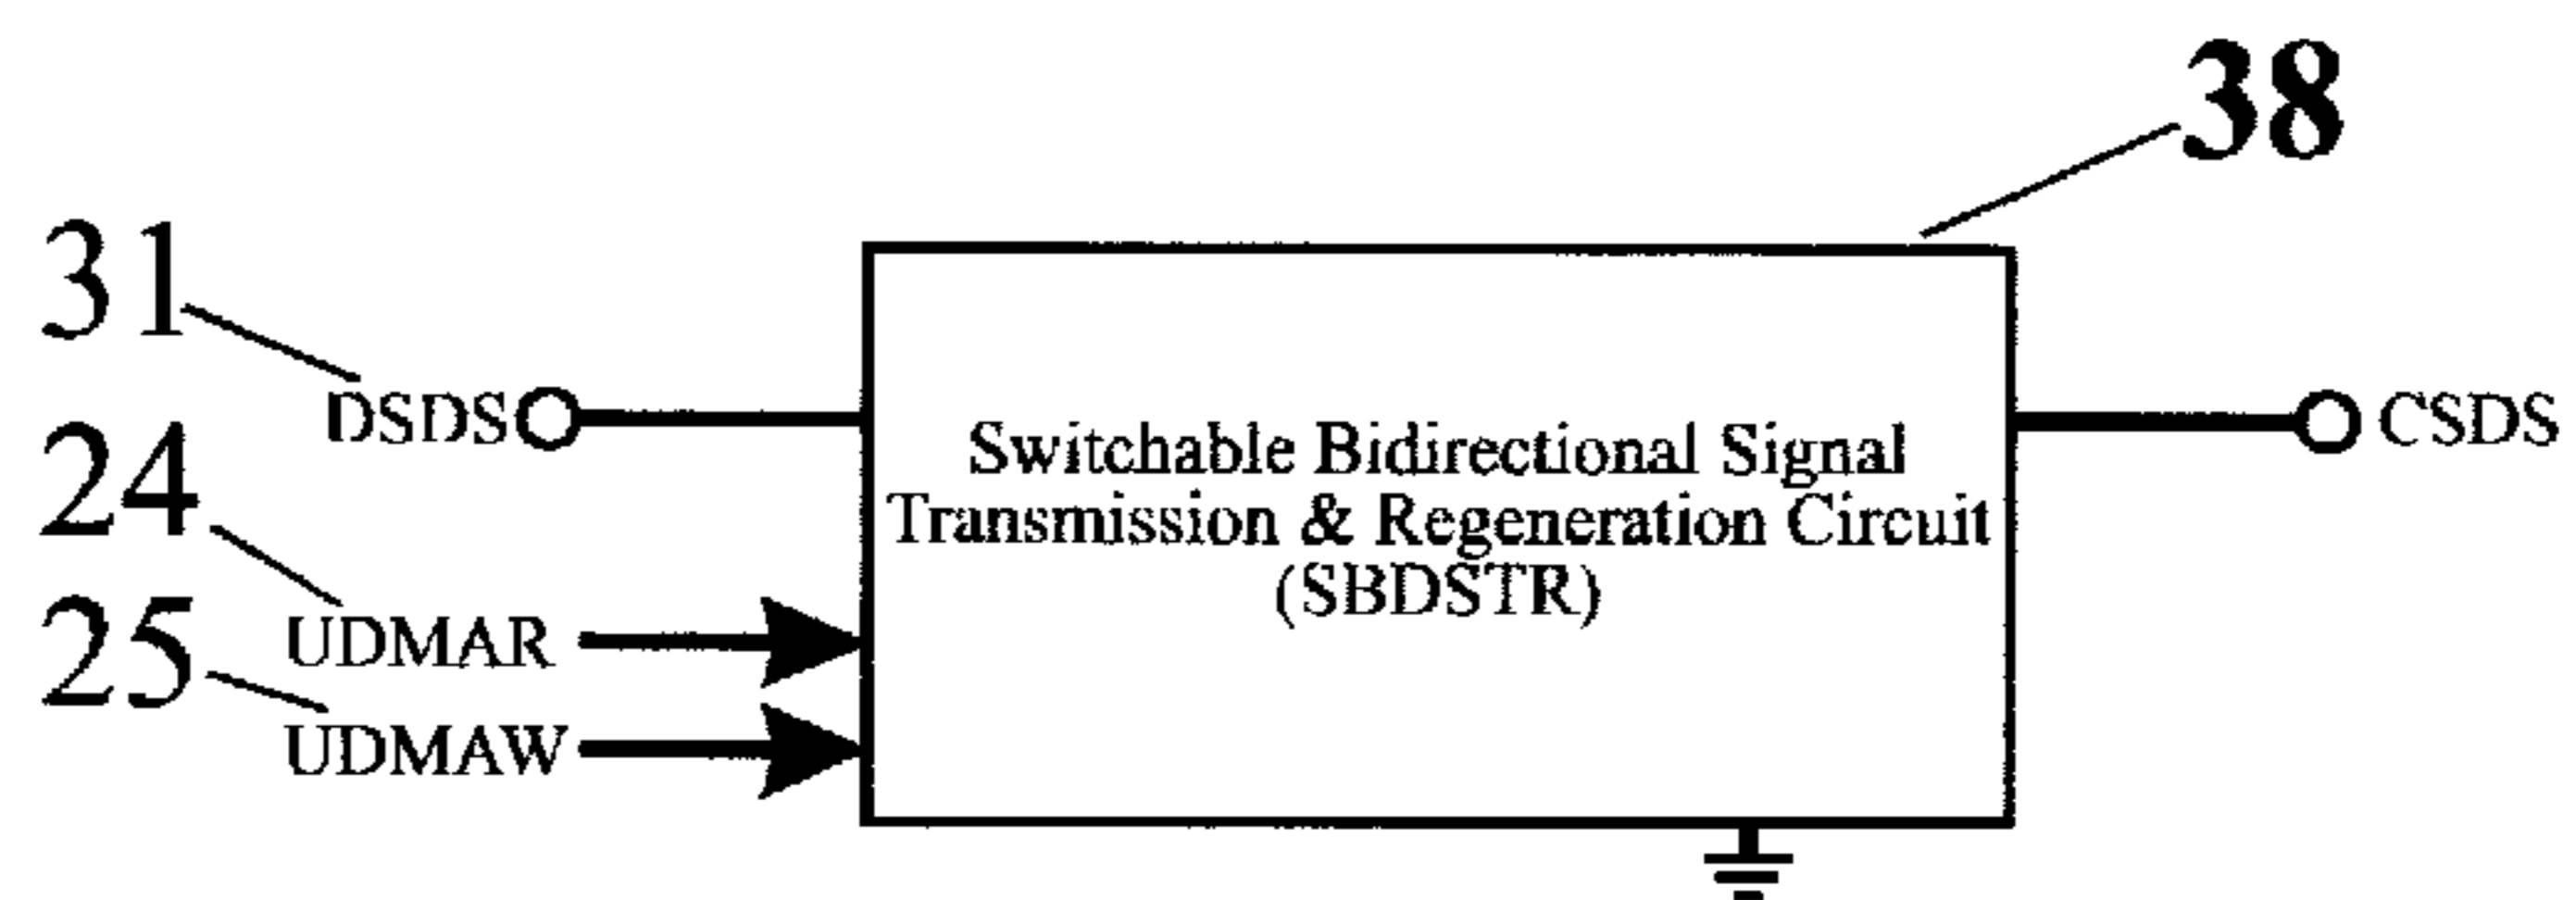 38
31
DSDS
CSDS
Switchable Bidirectional Signal
Transmission & Regeneration Circuit
(SBDSTR)
24
UDMAR
25
UDMAW